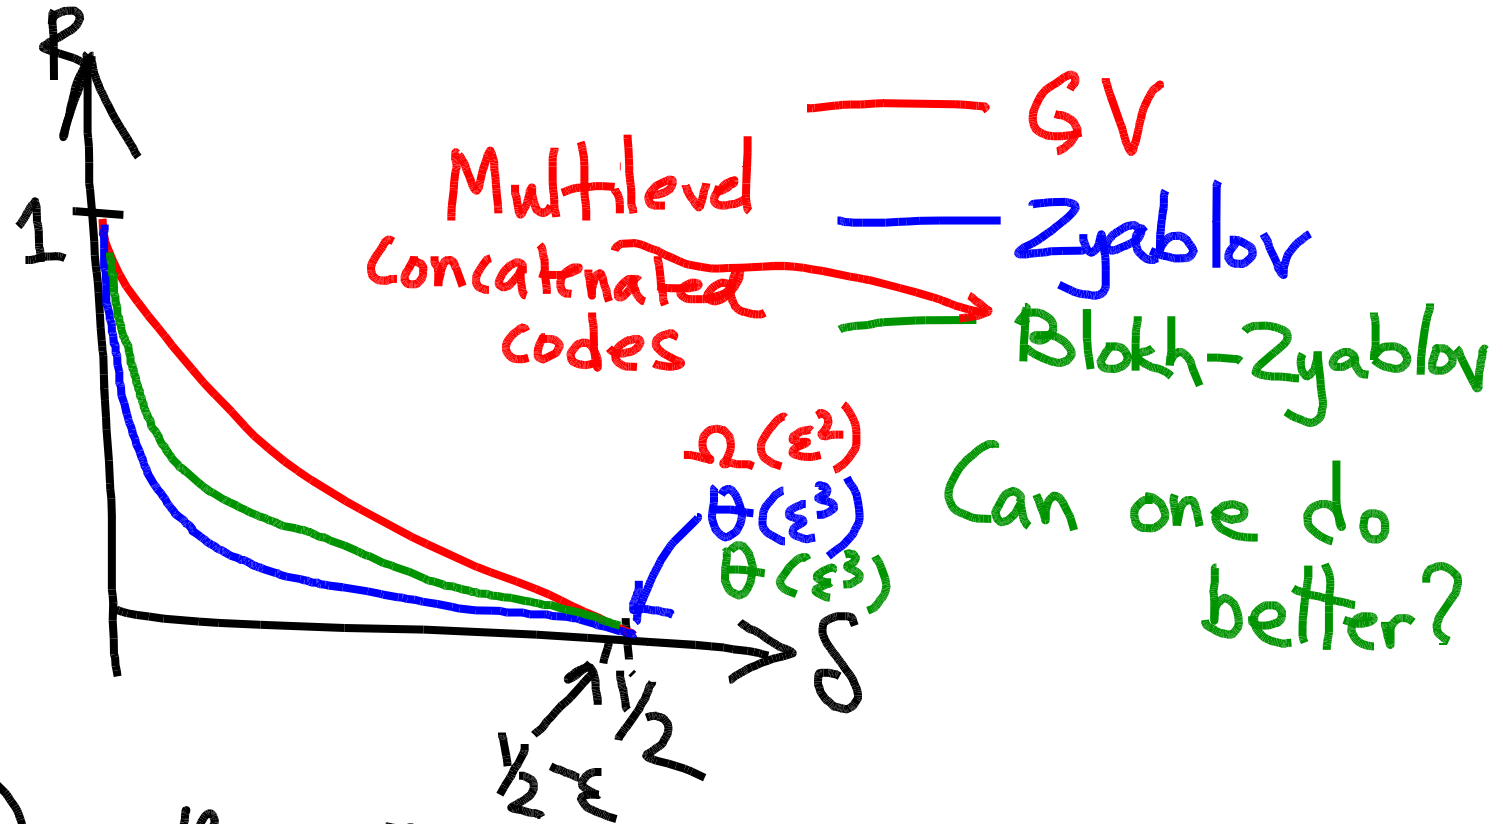 R
1
GV
Zyablov
Blokh-Zyablov
Multilevel
Concatenated
codes
Ω(ε²)
θ(ε³)
θ(ε³)
Can one do
better?
δ
1/2
1/2-ε